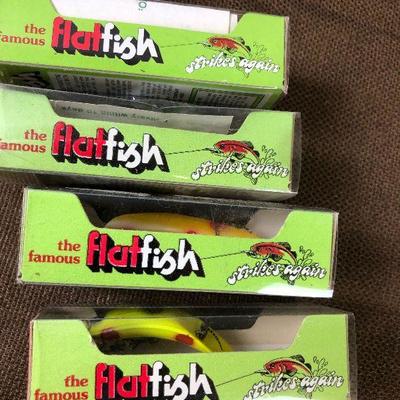 the
famous
flatfish
strikes again
the
famous
flatfish
strikes again
the
famous
flatfish
strikes again
the
famous
flatfish
strikes again